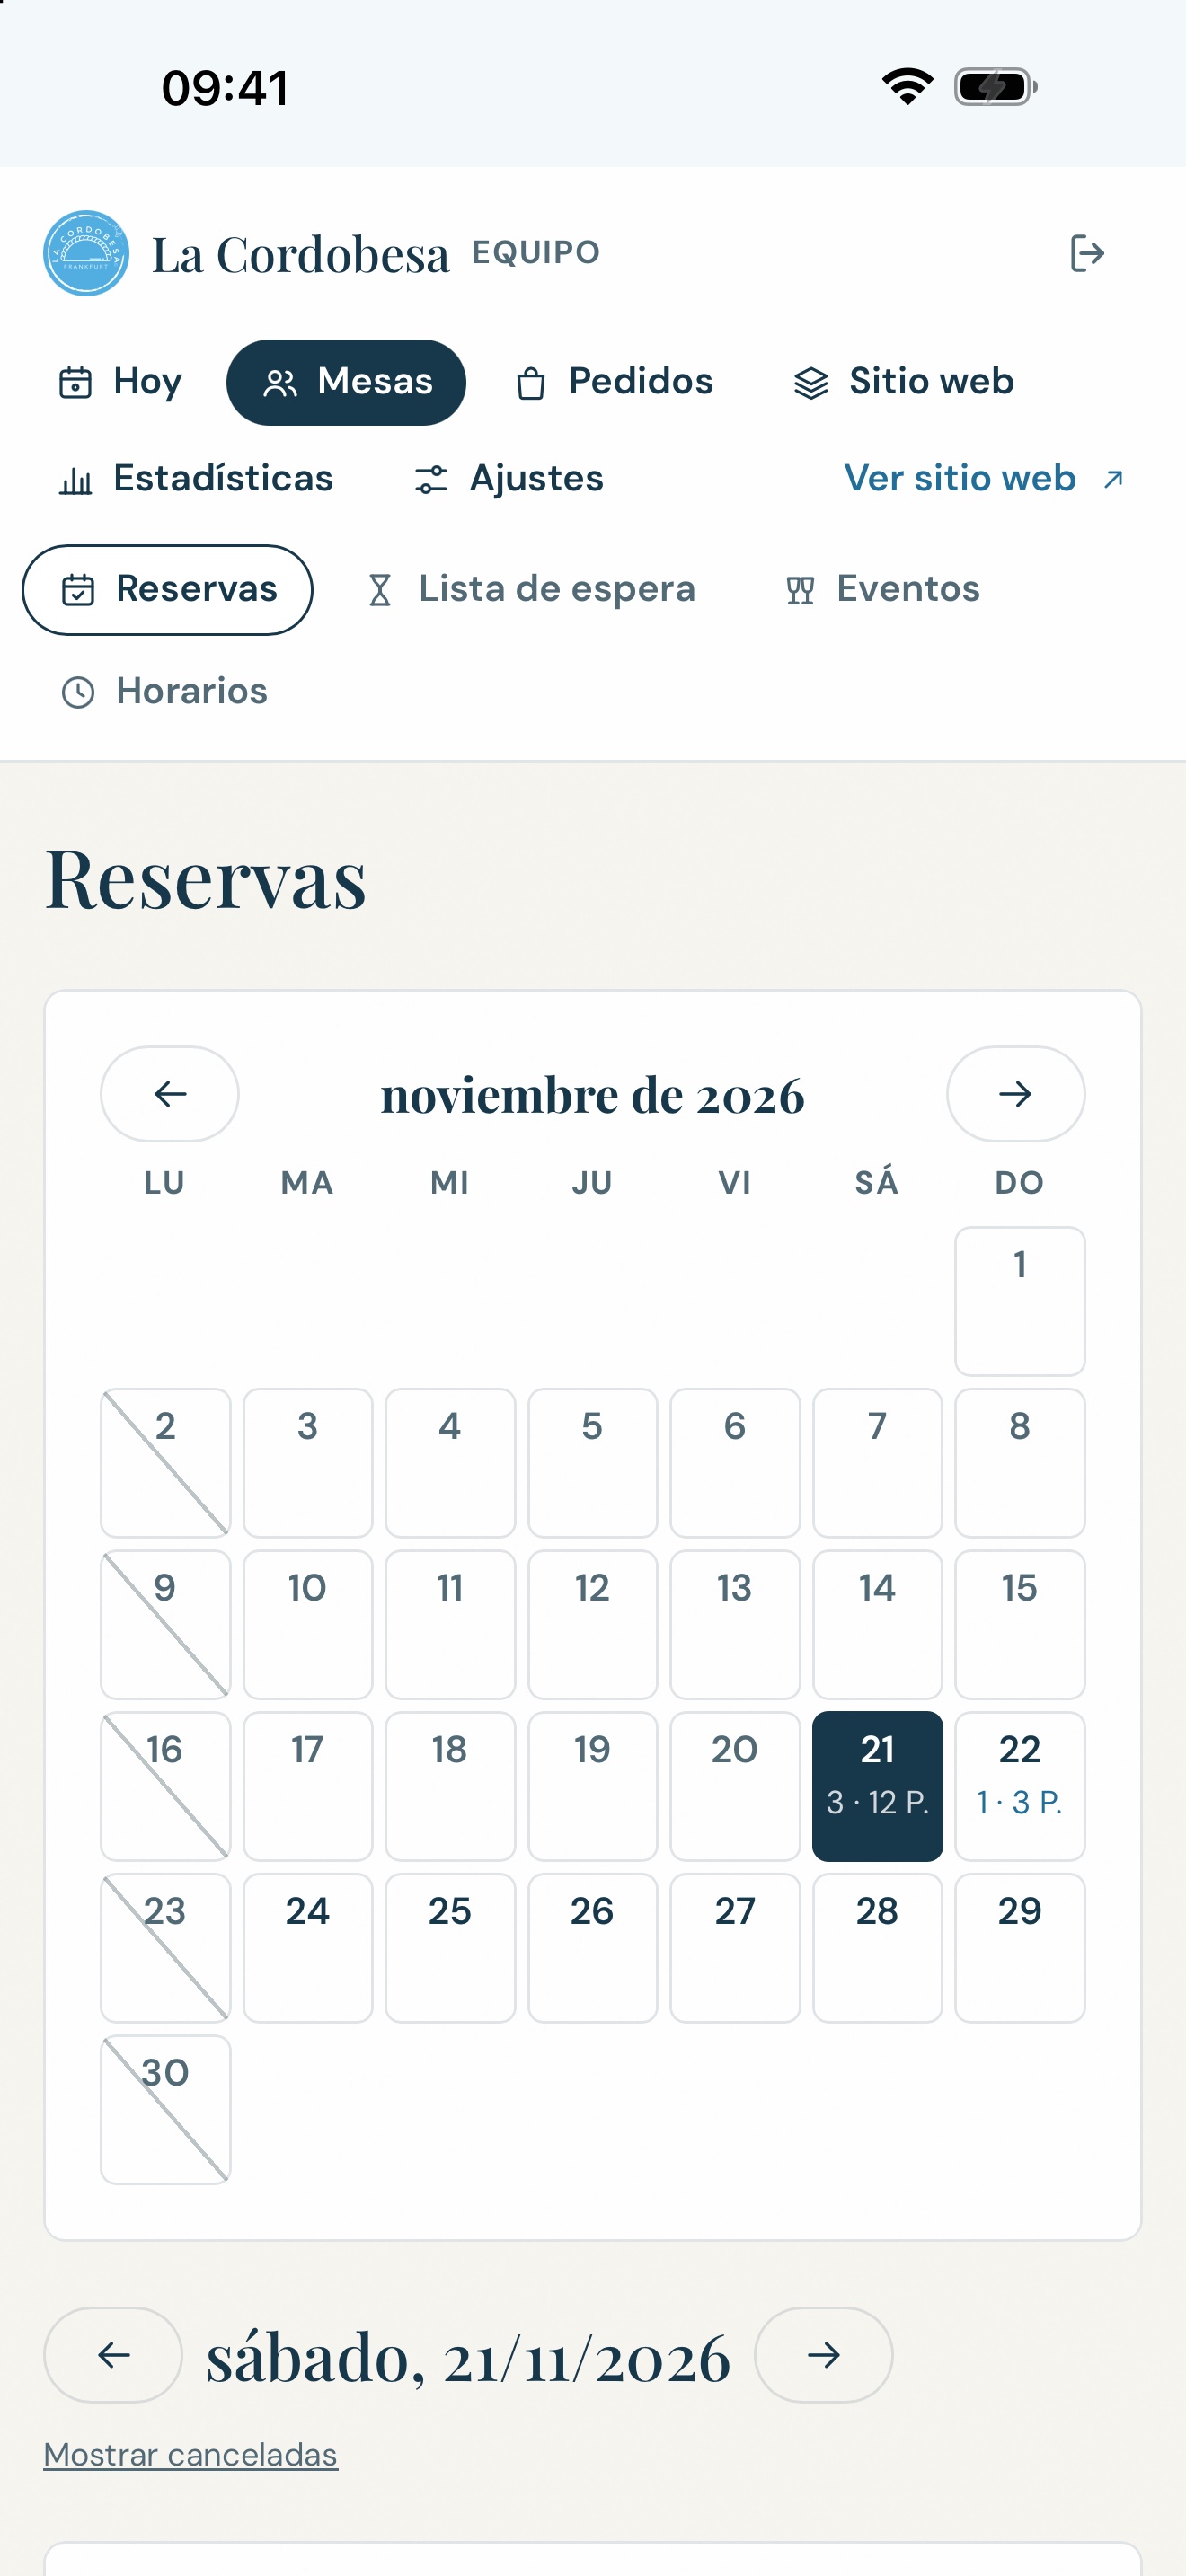 09:41
LA CORDOBESA
FRANKFURT
La Cordobesa EQUIPO
Hoy Mesas Pedidos Sitio web
Estadísticas Ajustes Ver sitio web
Reservas Lista de espera Eventos
Horarios
Reservas
noviembre de 2026
LU MA MI JU VI SÁ DO
1
2 3 4 5 6 7 8
9 10 11 12 13 14 15
16 17 18 19 20 21 22
3 · 12 P. 1 · 3 P.
23 24 25 26 27 28 29
30
sábado, 21/11/2026
Mostrar canceladas